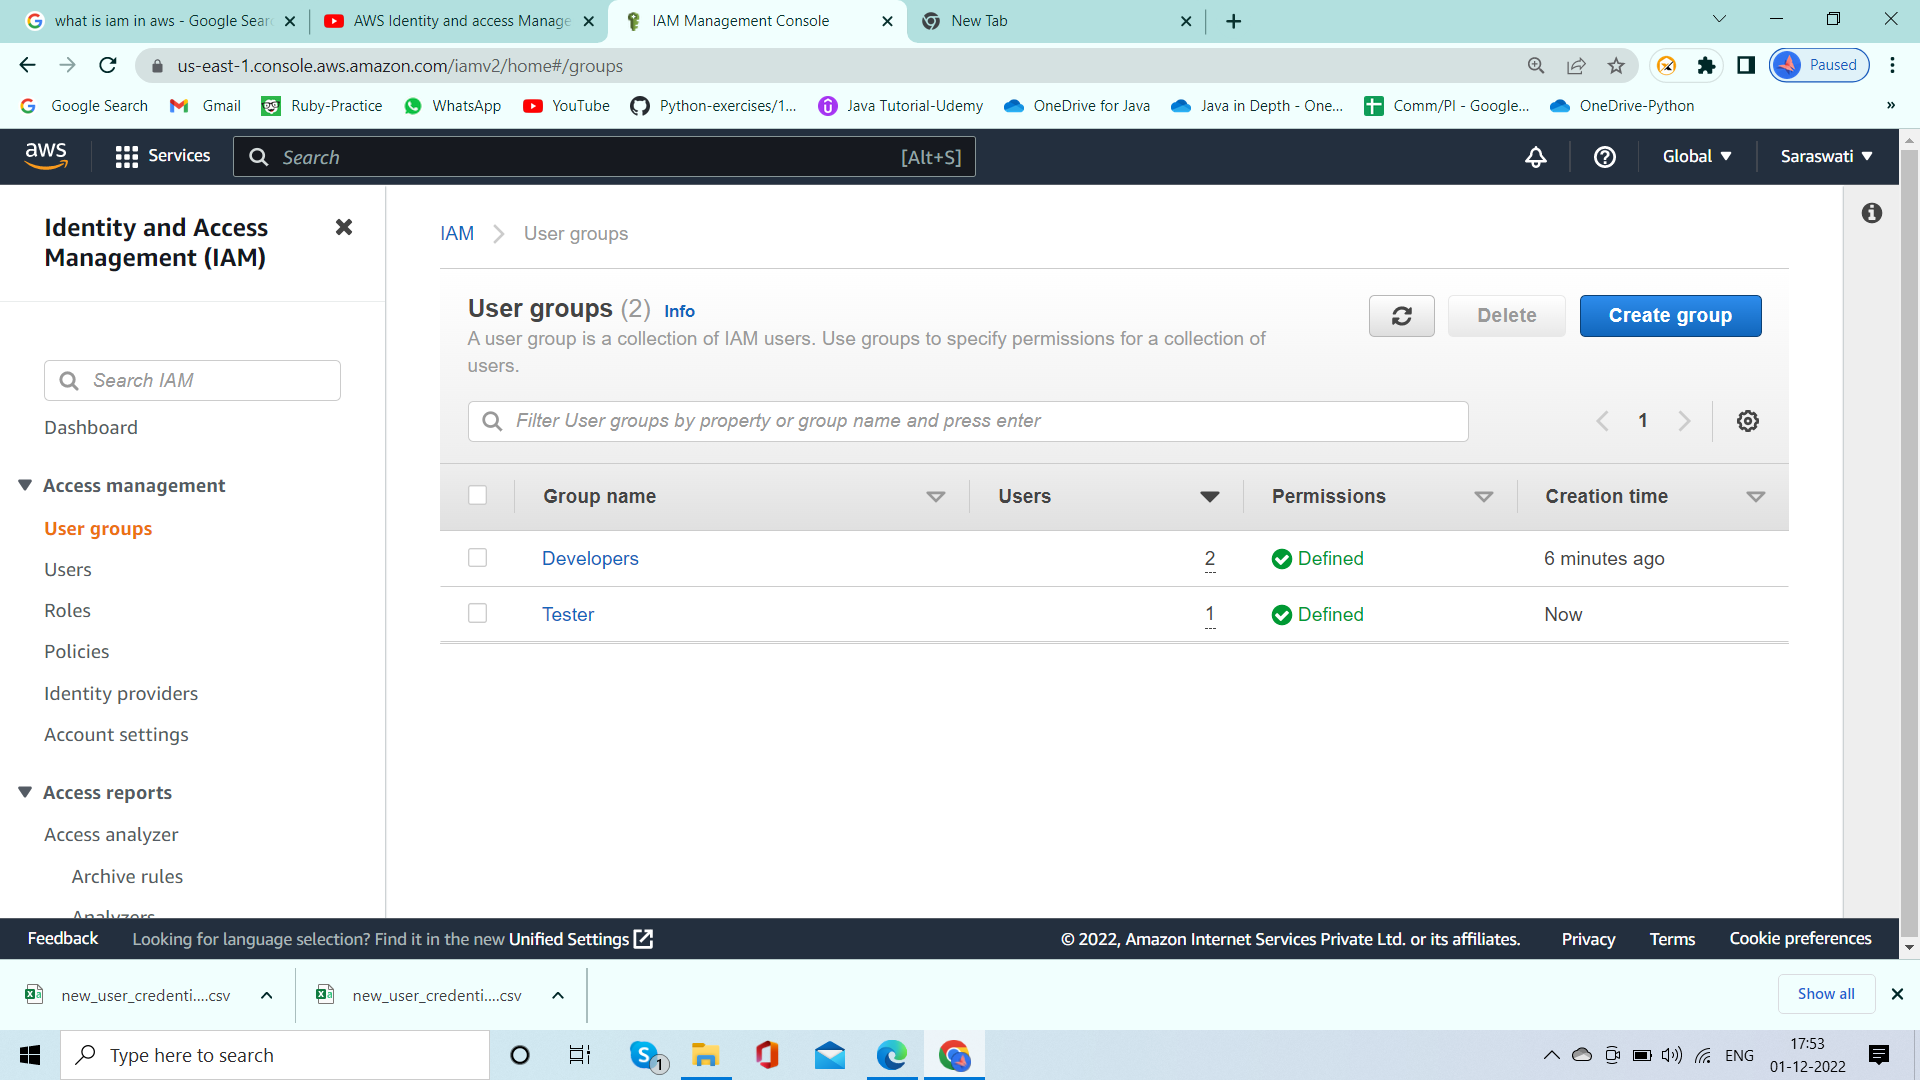 what is iam in aws - Google Sear
AWS Identity and access Manage
IAM Management Console
New Tab
us-east-1.console.aws.amazon.com/iamv2/home#/groups
Paused
Google Search
Gmail
Ruby-Practice
WhatsApp
YouTube
Python-exercises/1...
Java Tutorial-Udemy
OneDrive for Java
Java in Depth - One...
Comm/PI - Google...
OneDrive-Python
»
aws
Services
Search
[Alt+S]
Global
Saraswati
Identity and Access
Management (IAM)
Search IAM
Dashboard
Access management
User groups
Users
Roles
Policies
Identity providers
Account settings
Access reports
Access analyzer
Archive rules
Analyzers
IAM
User groups
User groups (2) Info
A user group is a collection of IAM users. Use groups to specify permissions for a collection of
users.
Delete
Create group
Filter User groups by property or group name and press enter
1
Group name Users Permissions Creation time
Developers 2 Defined 6 minutes ago
Tester 1 Defined Now
Feedback
Looking for language selection? Find it in the new Unified Settings
© 2022, Amazon Internet Services Private Ltd. or its affiliates.
Privacy
Terms
Cookie preferences
new_user_credenti....csv
new_user_credenti....csv
Show all
Type here to search
1
ENG
17:53
01-12-2022